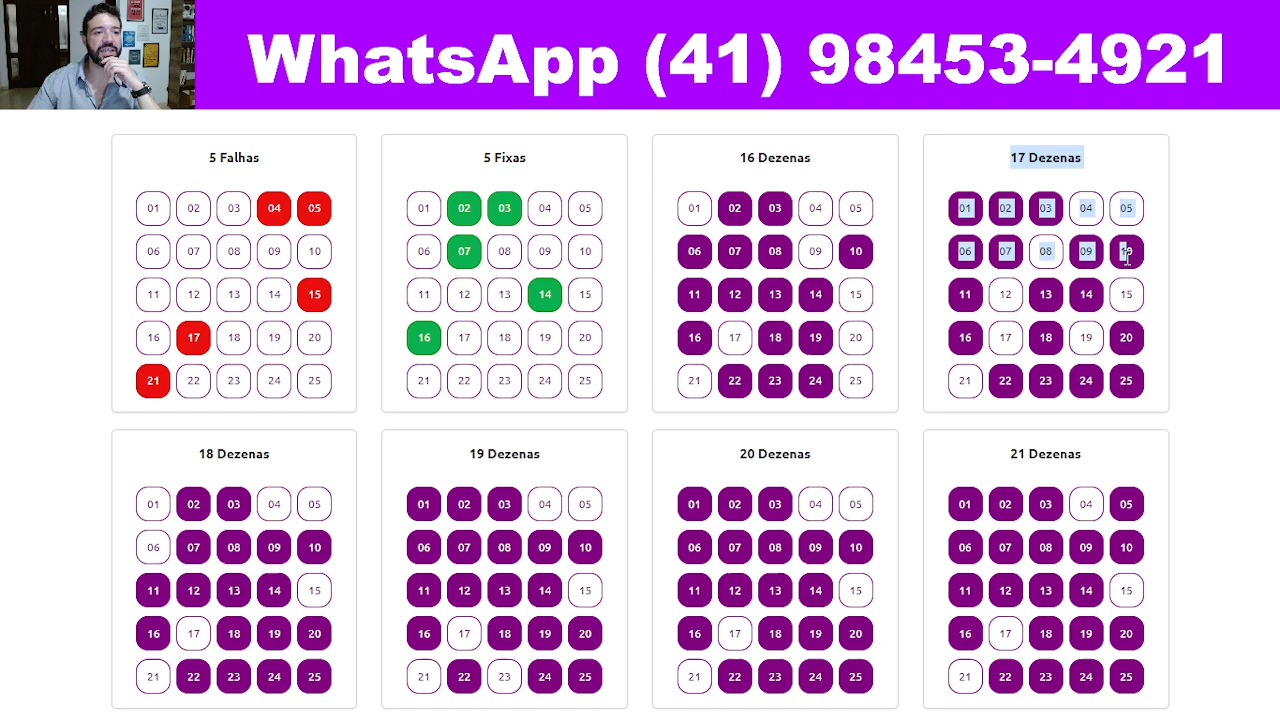 WhatsApp (41) 98453-4921
5 Falhas
01 02 03 04 05
06 07 08 09 10
11 12 13 14 15
16 17 18 19 20
21 22 23 24 25
5 Fixas
01 02 03 04 05
06 07 08 09 10
11 12 13 14 15
16 17 18 19 20
21 22 23 24 25
16 Dezenas
01 02 03 04 05
06 07 08 09 10
11 12 13 14 15
16 17 18 19 20
21 22 23 24 25
17 Dezenas
01 02 03 04 05
06 07 08 09 10
11 12 13 14 15
16 17 18 19 20
21 22 23 24 25
18 Dezenas
01 02 03 04 05
06 07 08 09 10
11 12 13 14 15
16 17 18 19 20
21 22 23 24 25
19 Dezenas
01 02 03 04 05
06 07 08 09 10
11 12 13 14 15
16 17 18 19 20
21 22 23 24 25
20 Dezenas
01 02 03 04 05
06 07 08 09 10
11 12 13 14 15
16 17 18 19 20
21 22 23 24 25
21 Dezenas
01 02 03 04 05
06 07 08 09 10
11 12 13 14 15
16 17 18 19 20
21 22 23 24 25